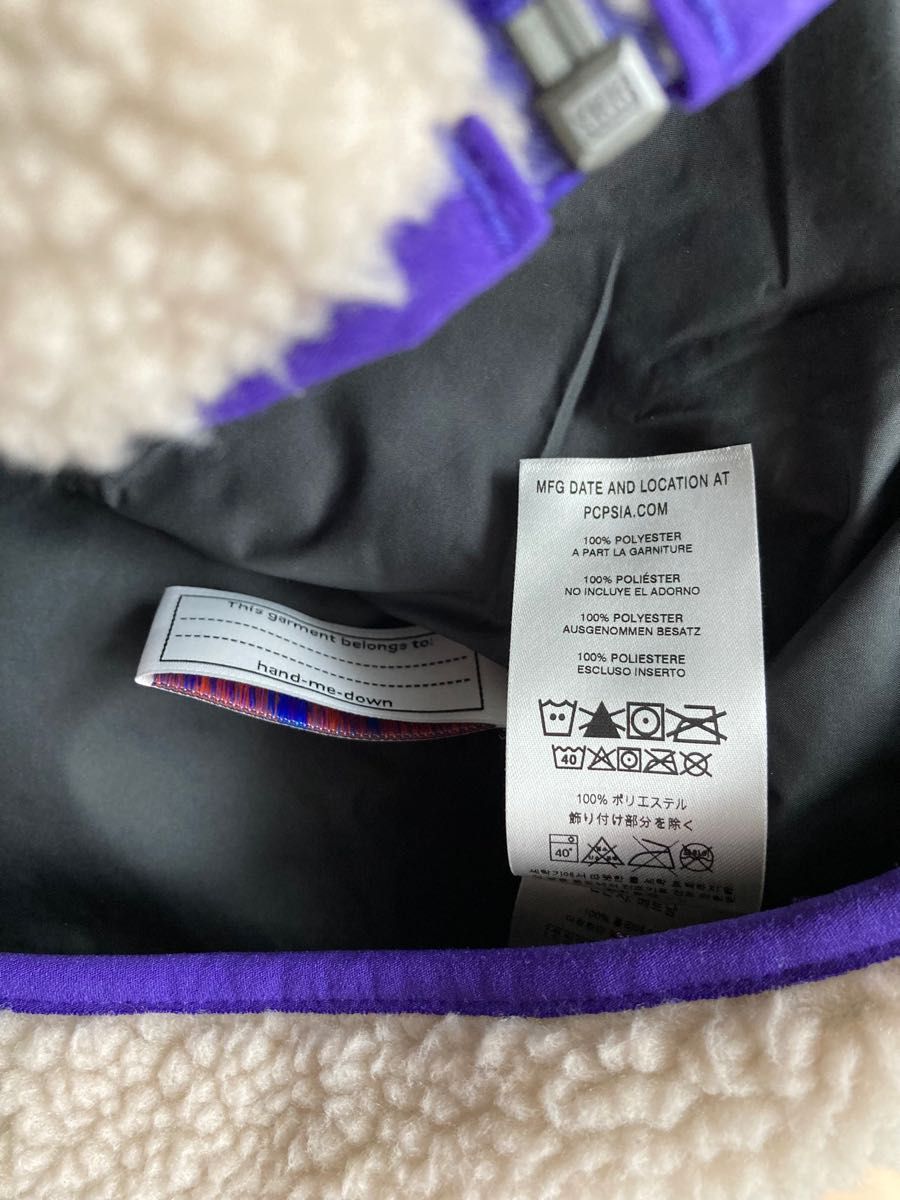 MFG DATE AND LOCATION AT
PCPSIA.COM
100% POLYESTER
A PART LA GARNITURE
100% POLIÉSTER
NO INCLUYE EL ADORNO
100% POLYESTER
AUSGENOMMEN BESATZ
100% POLIESTERE
ESCLUSO INSERTO
40
100% ポリエステル
飾り付け部分を除く
40°
This garment belongs to:
hand-me-down